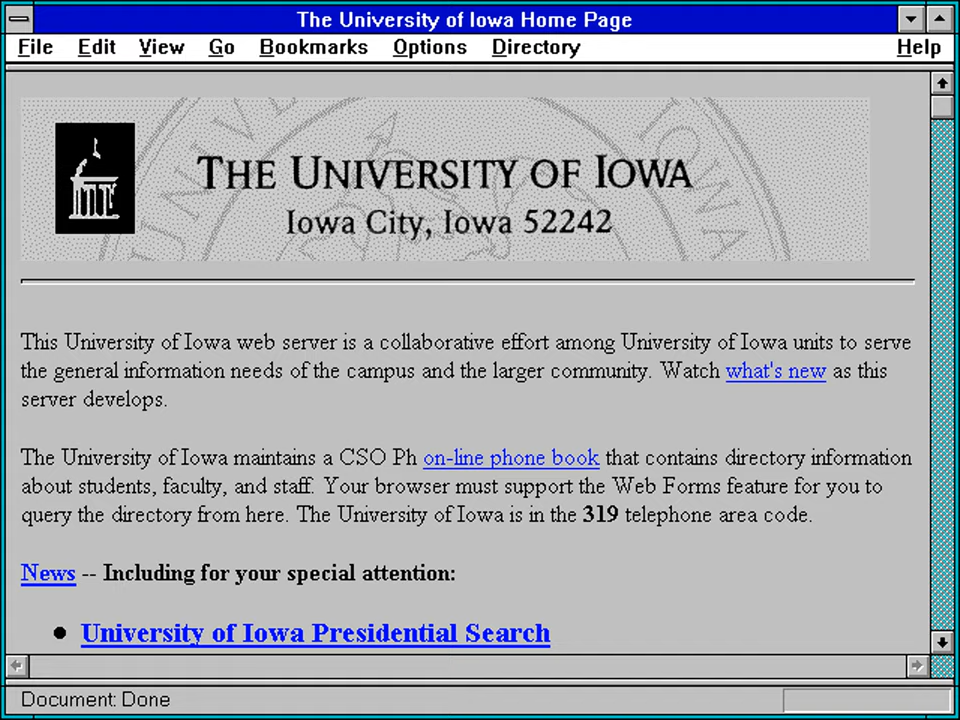 The University of Iowa Home Page
File Edit View Go Bookmarks Options Directory Help
THE UNIVERSITY OF IOWA
Iowa City, Iowa 52242
This University of Iowa web server is a collaborative effort among University of Iowa units to serve
the general information needs of the campus and the larger community. Watch what's new as this
server develops.
The University of Iowa maintains a CSO Ph on-line phone book that contains directory information
about students, faculty, and staff. Your browser must support the Web Forms feature for you to
query the directory from here. The University of Iowa is in the 319 telephone area code.
News -- Including for your special attention:
University of Iowa Presidential Search
Document: Done